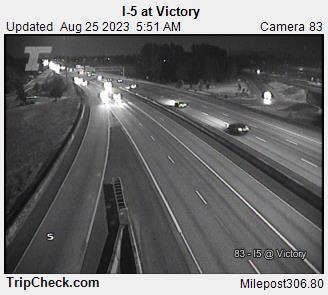 I-5 at Victory
Updated Aug 25 2023 5:51 AM Camera 83
S
83 - I5 @ Victory
TripCheck.com Milepost306.80